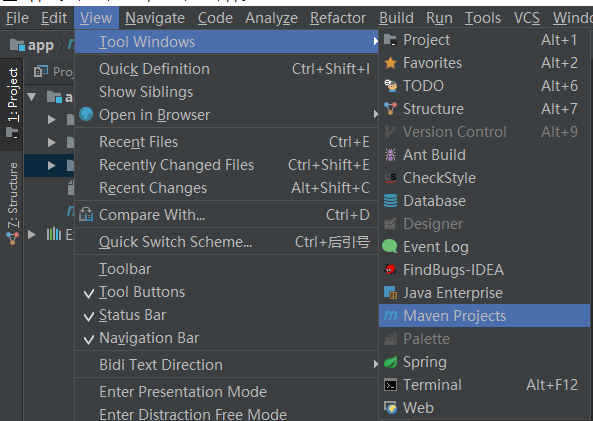 File Edit View Navigate Code Analyze Refactor Build Run Tools VCS Windo
app
Tool Windows
Quick Definition Ctrl+Shift+I
Show Siblings
Open in Browser
Recent Files Ctrl+E
Recently Changed Files Ctrl+Shift+E
Recent Changes Alt+Shift+C
Compare With... Ctrl+D
Quick Switch Scheme... Ctrl+后引号
Toolbar
Tool Buttons
Status Bar
Navigation Bar
Bidi Text Direction
Enter Presentation Mode
Enter Distraction Free Mode
Project Alt+1
Favorites Alt+2
TODO Alt+6
Structure Alt+7
Version Control Alt+9
Ant Build
CheckStyle
Database
Designer
Event Log
FindBugs-IDEA
Java Enterprise
Maven Projects
Palette
Spring
Terminal Alt+F12
Web
1: Project
7: Structure
Proj
a
E